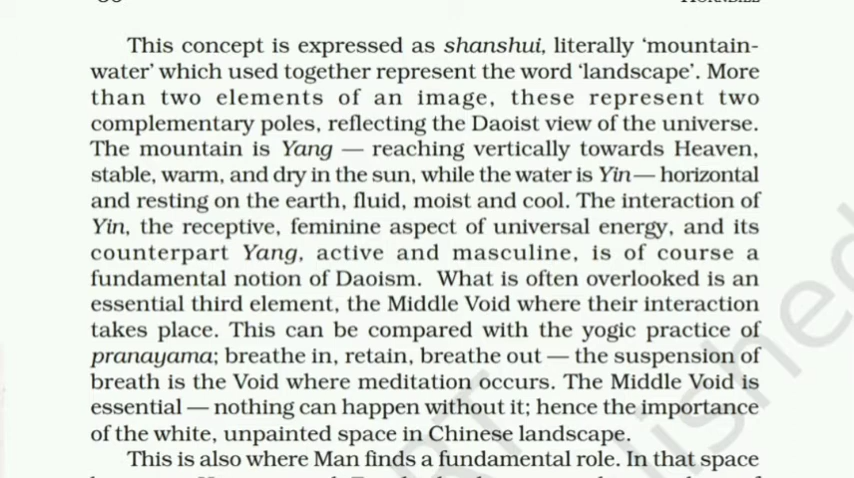 This concept is expressed as shanshui, literally ‘mountain-
water’ which used together represent the word ‘landscape’. More
than two elements of an image, these represent two
complementary poles, reflecting the Daoist view of the universe.
The mountain is Yang — reaching vertically towards Heaven,
stable, warm, and dry in the sun, while the water is Yin— horizontal
and resting on the earth, fluid, moist and cool. The interaction of
Yin, the receptive, feminine aspect of universal energy, and its
counterpart Yang, active and masculine, is of course a
fundamental notion of Daoism. What is often overlooked is an
essential third element, the Middle Void where their interaction
takes place. This can be compared with the yogic practice of
pranayama; breathe in, retain, breathe out — the suspension of
breath is the Void where meditation occurs. The Middle Void is
essential — nothing can happen without it; hence the importance
of the white, unpainted space in Chinese landscape.
This is also where Man finds a fundamental role. In that space